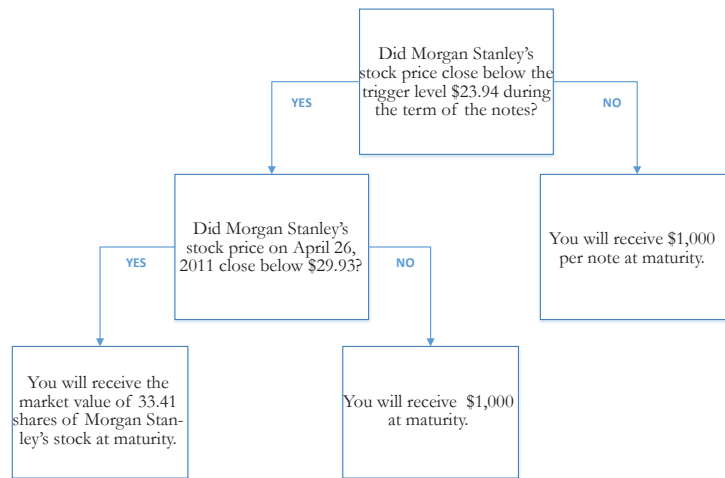 Did Morgan Stanley's
stock price close below the
trigger level $23.94 during
the term of the notes?
YES
NO
Did Morgan Stanley's
stock price on April 26,
2011 close below $29.93?
You will receive $1,000
per note at maturity.
YES
NO
You will receive the
market value of 33.41
shares of Morgan Stan-
ley's stock at maturity.
You will receive $1,000
at maturity.